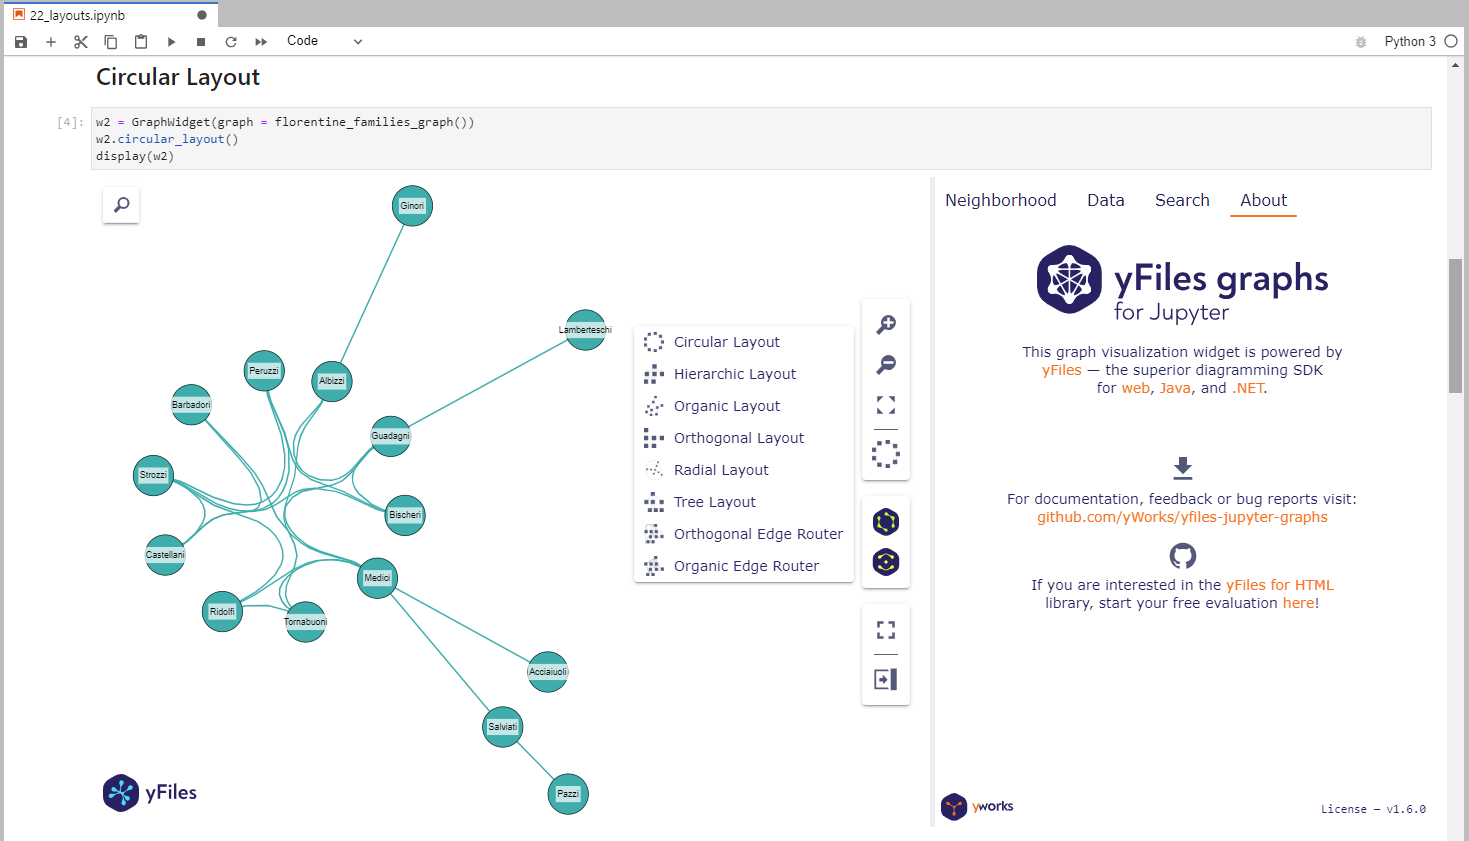 22_layouts.ipynb
Code
Python 3
Circular Layout
[4]:
w2 = GraphWidget(graph = florentine_families_graph())
w2.circular_layout()
display(w2)
Ginori
Lamberteschi
Peruzzi
Albizzi
Barbadori
Guadagni
Strozzi
Bischeri
Castellani
Medici
Ridolfi
Tornabuoni
Acciaiuoli
Salviati
Pazzi
yFiles
Circular Layout
Hierarchic Layout
Organic Layout
Orthogonal Layout
Radial Layout
Tree Layout
Orthogonal Edge Router
Organic Edge Router
Neighborhood Data Search About
yFiles graphs
for Jupyter
This graph visualization widget is powered by
yFiles — the superior diagramming SDK
for web, Java, and .NET.
For documentation, feedback or bug reports visit:
github.com/yWorks/yfiles-jupyter-graphs
If you are interested in the yFiles for HTML
library, start your free evaluation here!
yworks
License — v1.6.0